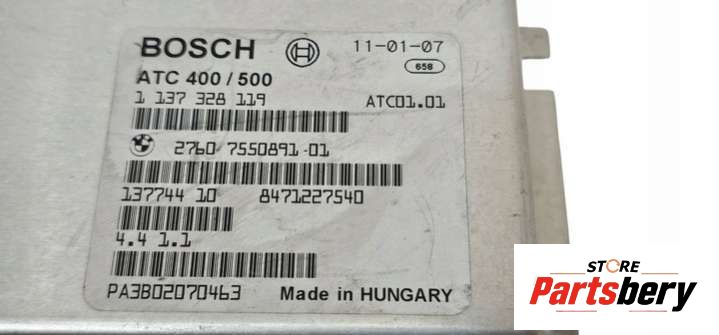 BOSCH 11-01-07
658
ATC 400/500
1 137 328 119 ATC01.01
2760 7550891-01
137744 10 8471227540
4.4 1.1
PA3B02070463 Made in HUNGARY
STORE
Partsbery